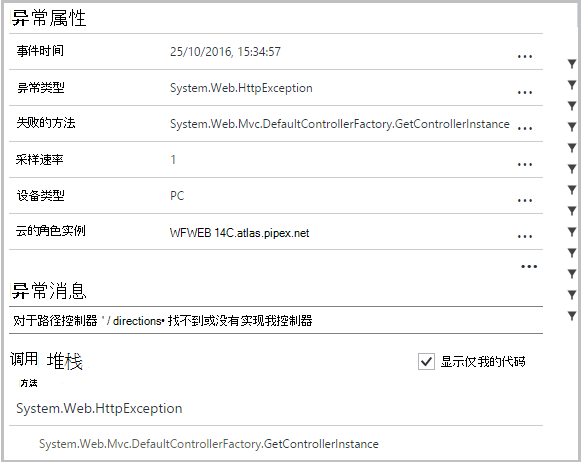 异常属性
事件时间 25/10/2016, 15:34:57 ...
异常类型 System.Web.HttpException ...
失败的方法 System.Web.Mvc.DefaultControllerFactory.GetControllerInstance ...
采样速率 1 ...
设备类型 PC ...
云的角色实例 WFWEB 14C.atlas.pipex.net ...
...
异常消息
对于路径控制器 ' / directions• 找不到或没有实现我控制器
调用 堆栈 显示仅我的代码
方法
System.Web.HttpException
System.Web.Mvc.DefaultControllerFactory.GetControllerInstance